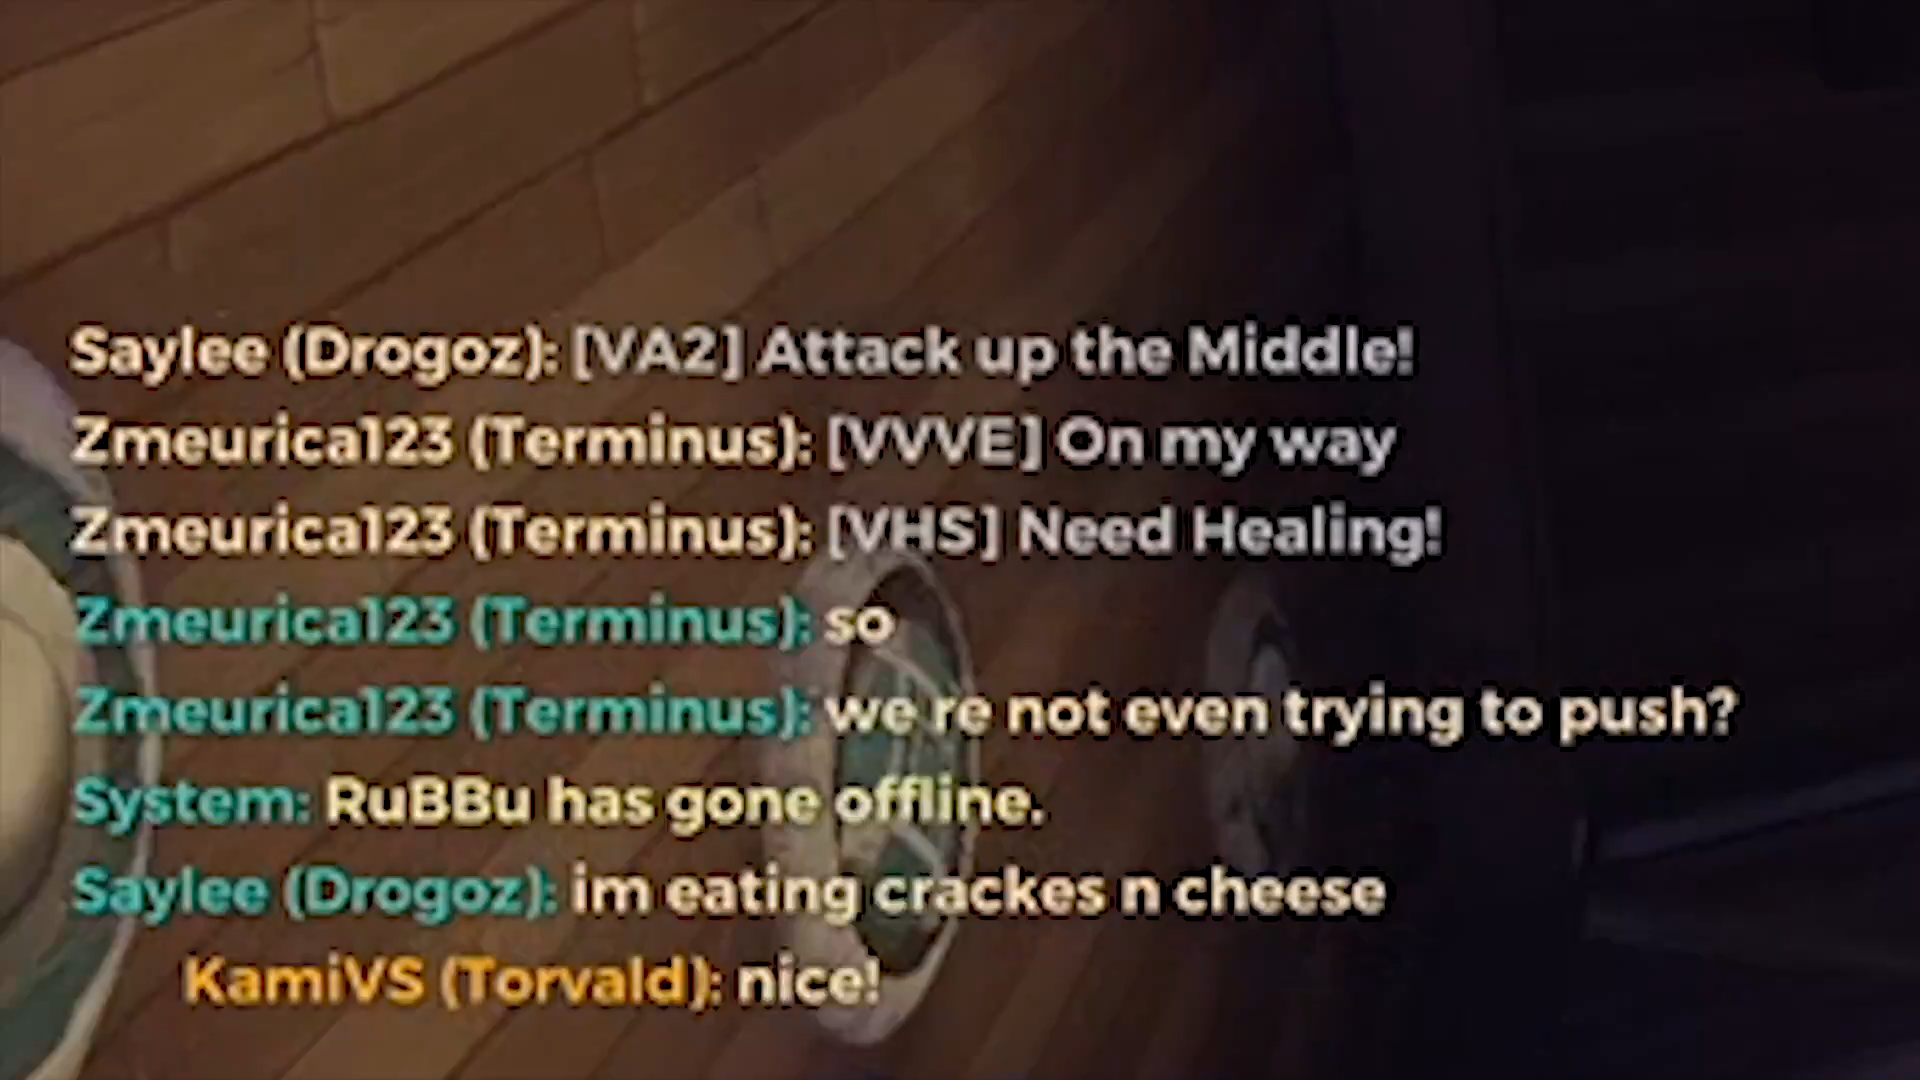 Saylee (Drogoz): [VA2] Attack up the Middle!
Zmeurica123 (Terminus): [VVVE] On my way
Zmeurica123 (Terminus): [VHS] Need Healing!
Zmeurica123 (Terminus): so
Zmeurica123 (Terminus): we re not even trying to push?
System: RuBBu has gone offline.
Saylee (Drogoz): im eating crackes n cheese
KamiVS (Torvald): nice!